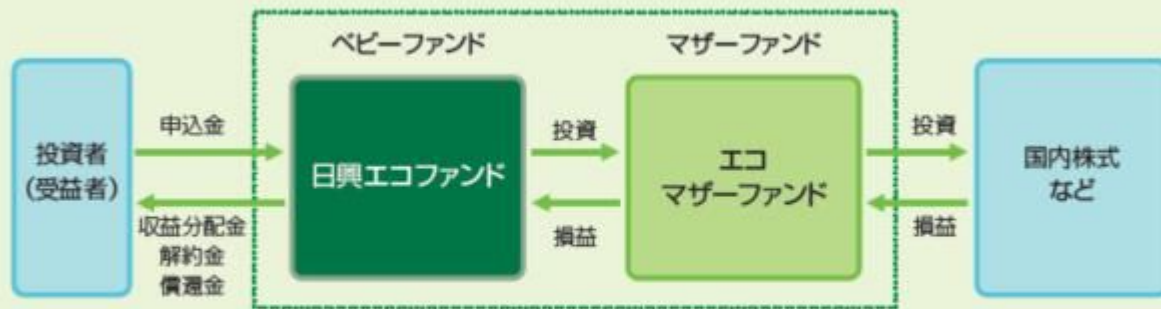 ベビーファンド
マザーファンド
投資者
(受益者)
申込金
収益分配金
解約金
償還金
日興エコファンド
投資
損益
エコ
マザーファンド
投資
損益
国内株式
など